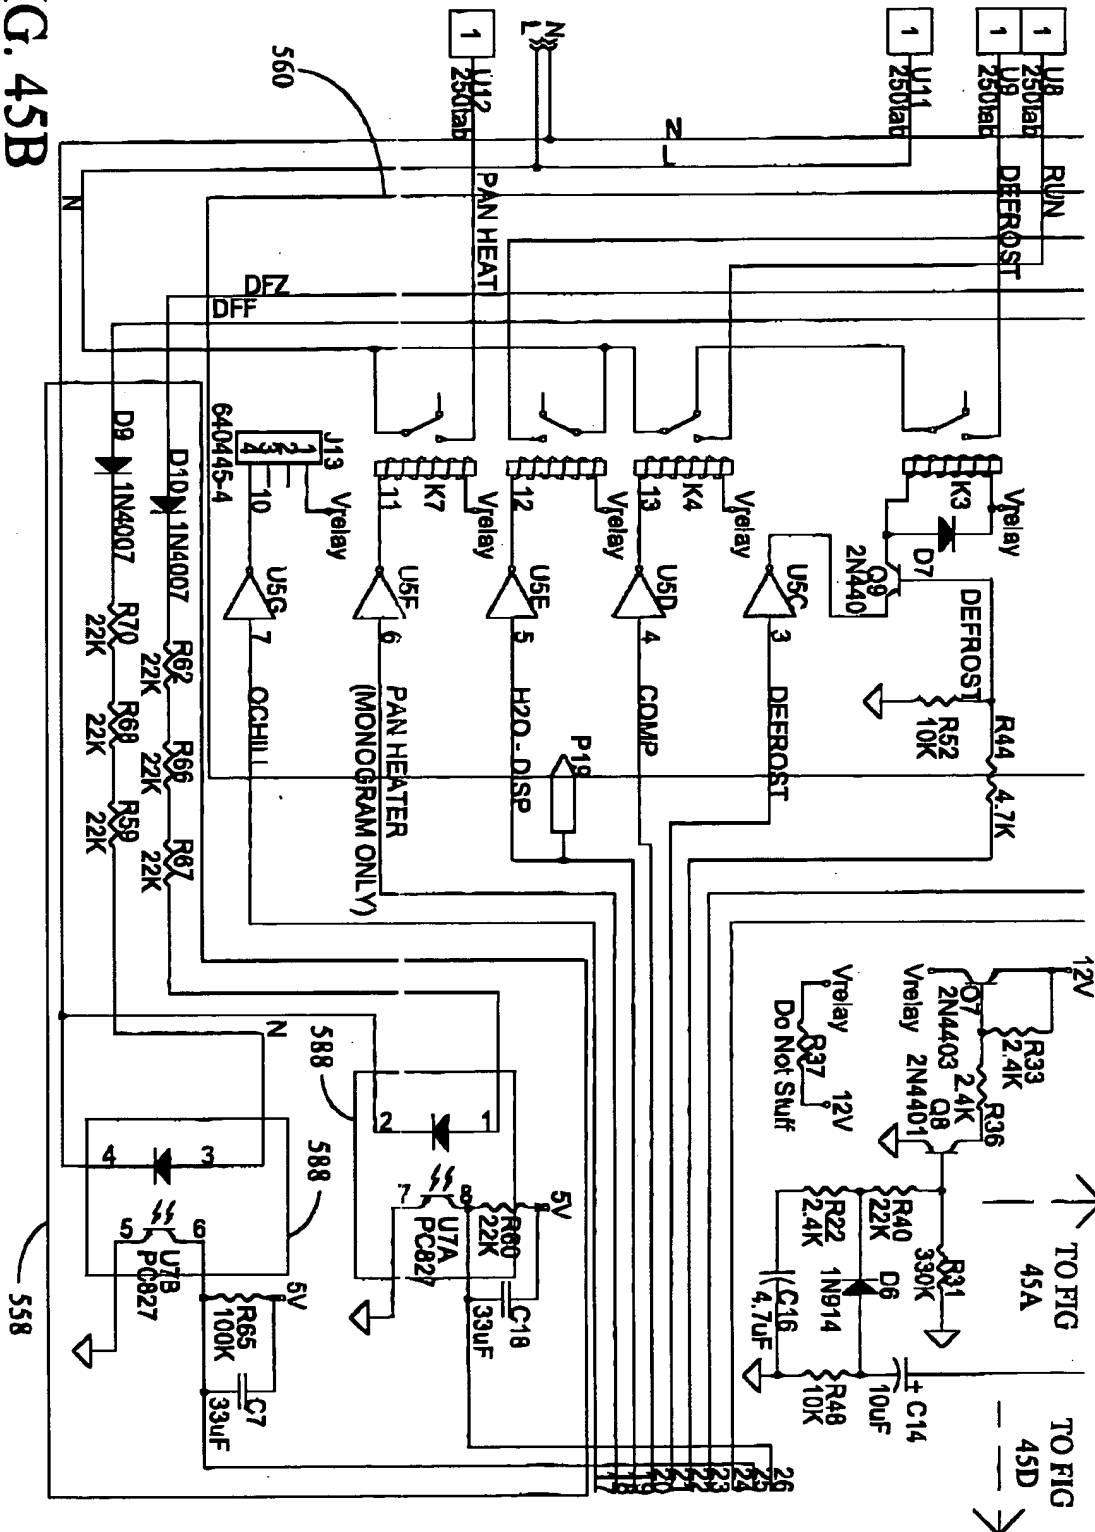 FIG. 45B
1
U8
250tab
1
U9
250tab
1
U11
250tab
1
U12
250tab
N
L
560
N
L
RUN
DEFROST
PAN HEAT
N
DFZ
DFF
Vrelay
K3
D7
Q9
2N440
DEFROST
R52
10K
R44
4.7K
Vrelay
K4
Vrelay
Vrelay
K7
Vrelay
J13
1
2
3
4
640445-4
13
12
11
10
U5C
3
DEFROST
U5D
4
COMP
U5E
5
H2O - DISP
U5F
6
PAN HEATER
(MONOGRAM ONLY)
U5G
7
QCHILL
P19
D9
1N4007
D10
1N4007
R70
22K
R68
22K
R59
22K
R62
22K
R66
22K
R67
22K
12V
Q7
2N4403
Vrelay
R33
2.4K
R36
2.4K
Q8
2N4401
Vrelay
R37
12V
Do Not Stuff
R40
22K
R22
2.4K
R31
330K
D6
1N914
C16
4.7uF
R48
10K
+ C14
10uF
TO FIG
45A
TO FIG
45D
588
2
1
7
8
U7A
PC827
R60
22K
5V
C18
33uF
N
588
4
3
5
6
U7B
PC827
5V
R65
100K
C7
33uF
558
17
18
19
20
21
22
23
24
25
26